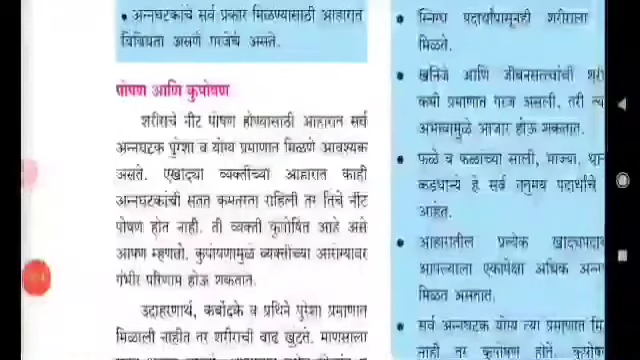 • अन्नघटकांचे सर्व प्रकार मिळण्यासाठी आहारात
विविधता असणे गरजेचे असते.
पोषण आणि कुपोषण
शरीराचे नीट पोषण होण्यासाठी आहारात सर्व
अन्नघटक पुरेशा व योग्य प्रमाणात मिळणे आवश्यक
असते. एखाद्या व्यक्तीच्या आहारात काही
अन्नघटकांची सतत कमतरता राहिली तर तिचे नीट
पोषण होत नाही. ती व्यक्ती कुपोषित आहे असे
आपण म्हणतो. कुपोषणामुळे व्यक्तीच्या आरोग्यावर
गंभीर परिणाम होऊ शकतात.
उदाहरणार्थ, कर्बोदके व प्रथिने पुरेशा प्रमाणात
मिळाली नाहीत तर शरीराची वाढ खुंटते. माणसाला
• स्निग्ध पदार्थांपासूनही शरीराला
मिळते.
• खनिजे आणि जीवनसत्त्वांची
कमी प्रमाणात गरज असली, तरी
अभावामुळे आजार होऊ शकतात.
• फळे व फळांच्या साली, भाज्या,
कडधान्ये हे सर्व तंतुमय पदार्थांचे
आहेत.
• आहारातील प्रत्येक
आपल्याला एकापेक्षा अधिक
मिळत असतात.
• सर्व अन्नघटक योग्य त्या प्रमाणात
नाही तर कुपोषण होते.